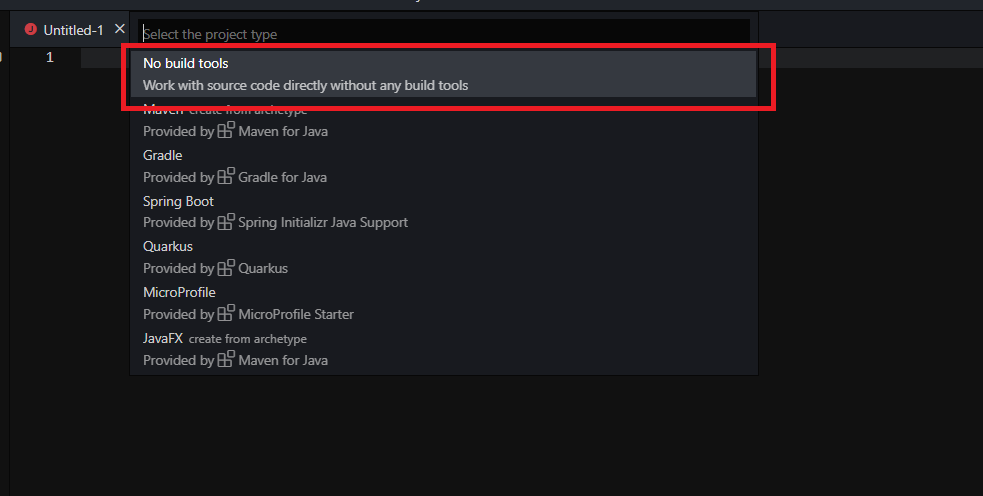 Untitled-1
Select the project type
1
No build tools
Work with source code directly without any build tools
Maven create from archetype
Provided by Maven for Java
Gradle
Provided by Gradle for Java
Spring Boot
Provided by Spring Initializr Java Support
Quarkus
Provided by Quarkus
MicroProfile
Provided by MicroProfile Starter
JavaFX create from archetype
Provided by Maven for Java